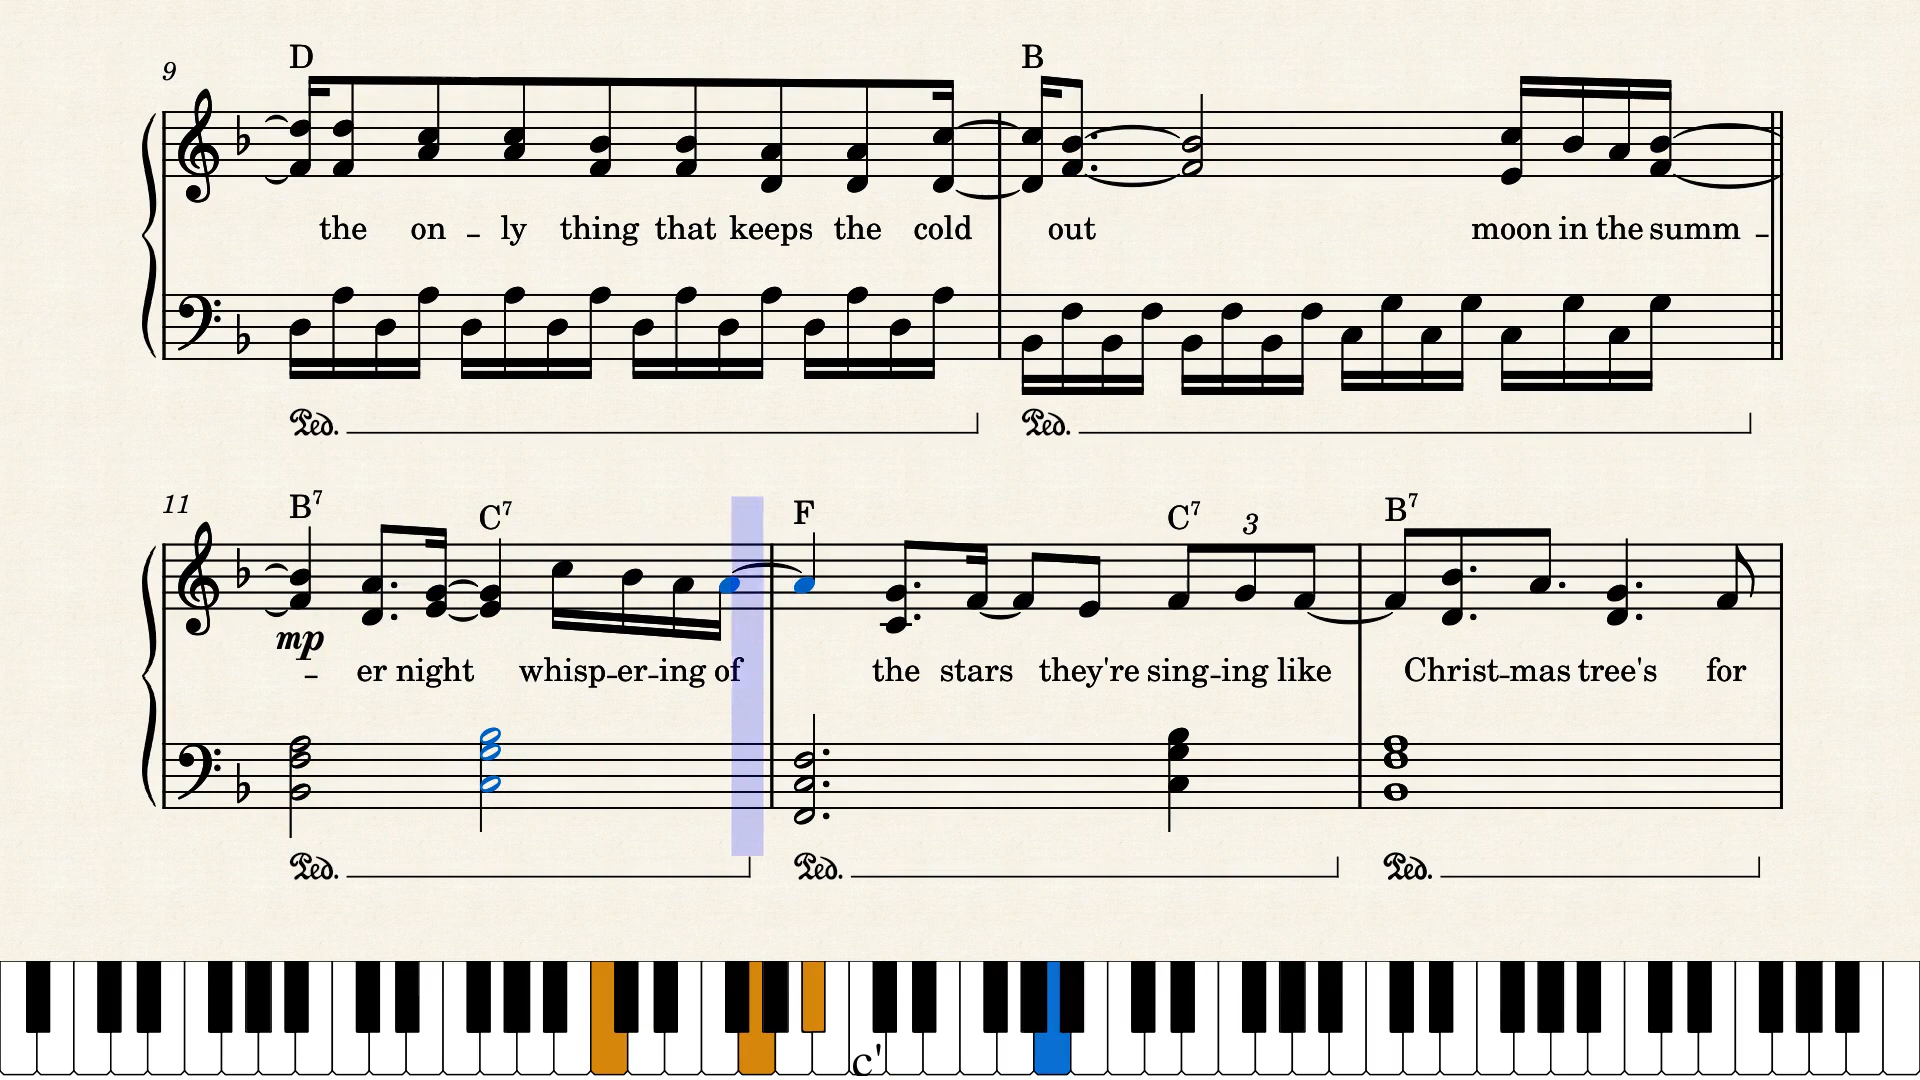 9 D B
the on - ly thing that keeps the cold out moon in the summ -
Ped. Ped.
11 B7 C7 F C7 3 B7
mp
- er night whisp-er-ing of the stars they're sing-ing like Christ-mas tree's for
Ped. Ped. Ped.
c'